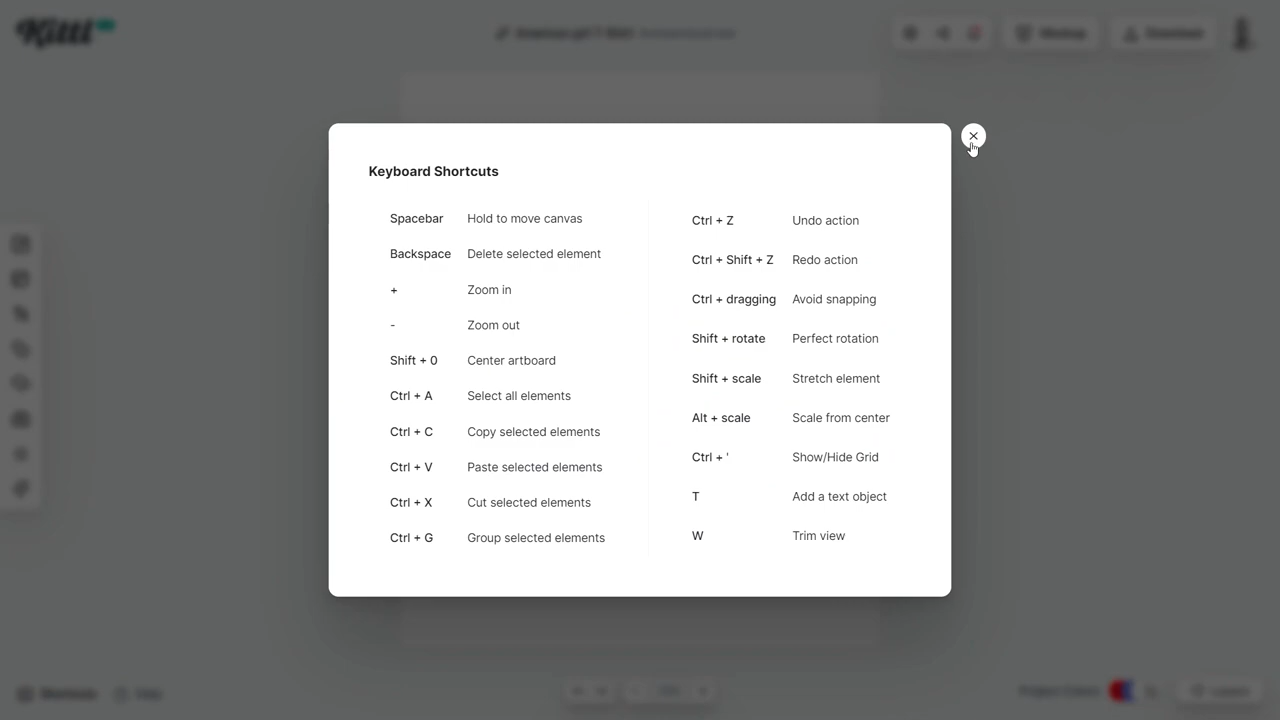 Kittl
Keyboard Shortcuts
Spacebar Hold to move canvas
Backspace Delete selected element
+ Zoom in
- Zoom out
Shift + 0 Center artboard
Ctrl + A Select all elements
Ctrl + C Copy selected elements
Ctrl + V Paste selected elements
Ctrl + X Cut selected elements
Ctrl + G Group selected elements
Ctrl + Z Undo action
Ctrl + Shift + Z Redo action
Ctrl + dragging Avoid snapping
Shift + rotate Perfect rotation
Shift + scale Stretch element
Alt + scale Scale from center
Ctrl + ' Show/Hide Grid
T Add a text object
W Trim view
Mockup
Download